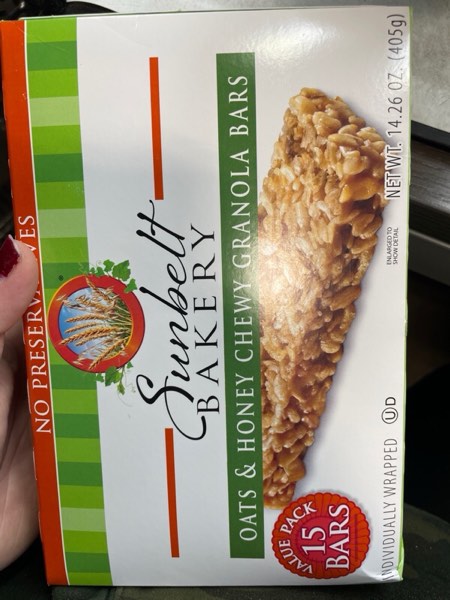 NO PRESERVATIVES
Sunbelt
BAKERY
OATS & HONEY CHEWY GRANOLA BARS
VALUE PACK
15
BARS
INDIVIDUALLY WRAPPED U D
ENLARGED TO
SHOW DETAIL
NET WT. 14.26 OZ. (405g)